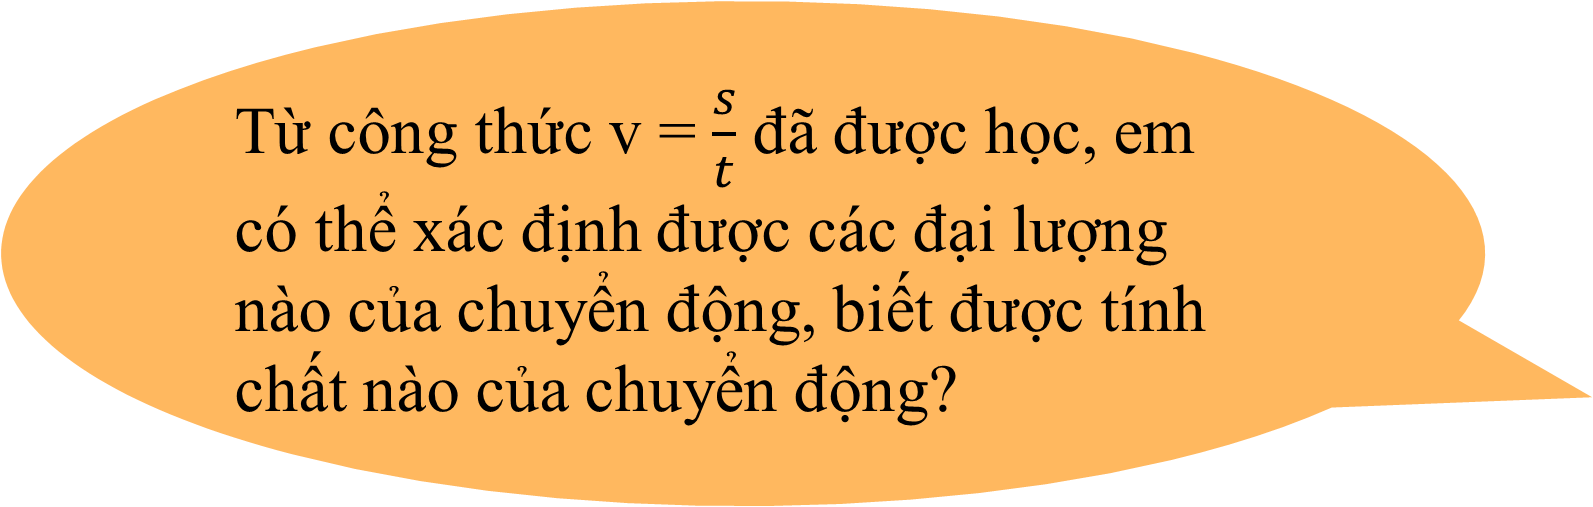 Từ công thức v = \frac{s}{t} đã được học, em
có thể xác định được các đại lượng
nào của chuyển động, biết được tính
chất nào của chuyển động?